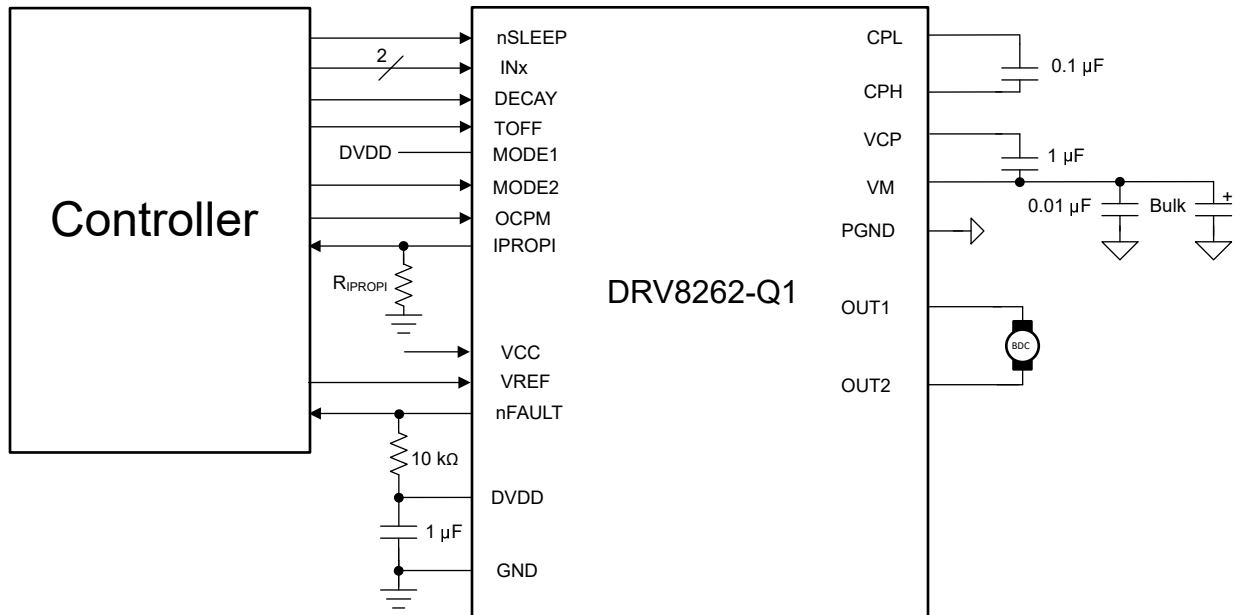 Controller
2
DVDD
R_IPROPI
10 kΩ
1 µF
nSLEEP
INx
DECAY
TOFF
MODE1
MODE2
OCPM
IPROPI
VCC
VREF
nFAULT
DVDD
GND
DRV8262-Q1
CPL
CPH
VCP
VM
PGND
OUT1
OUT2
0.1 µF
1 µF
0.01 µF
Bulk
+
BDC